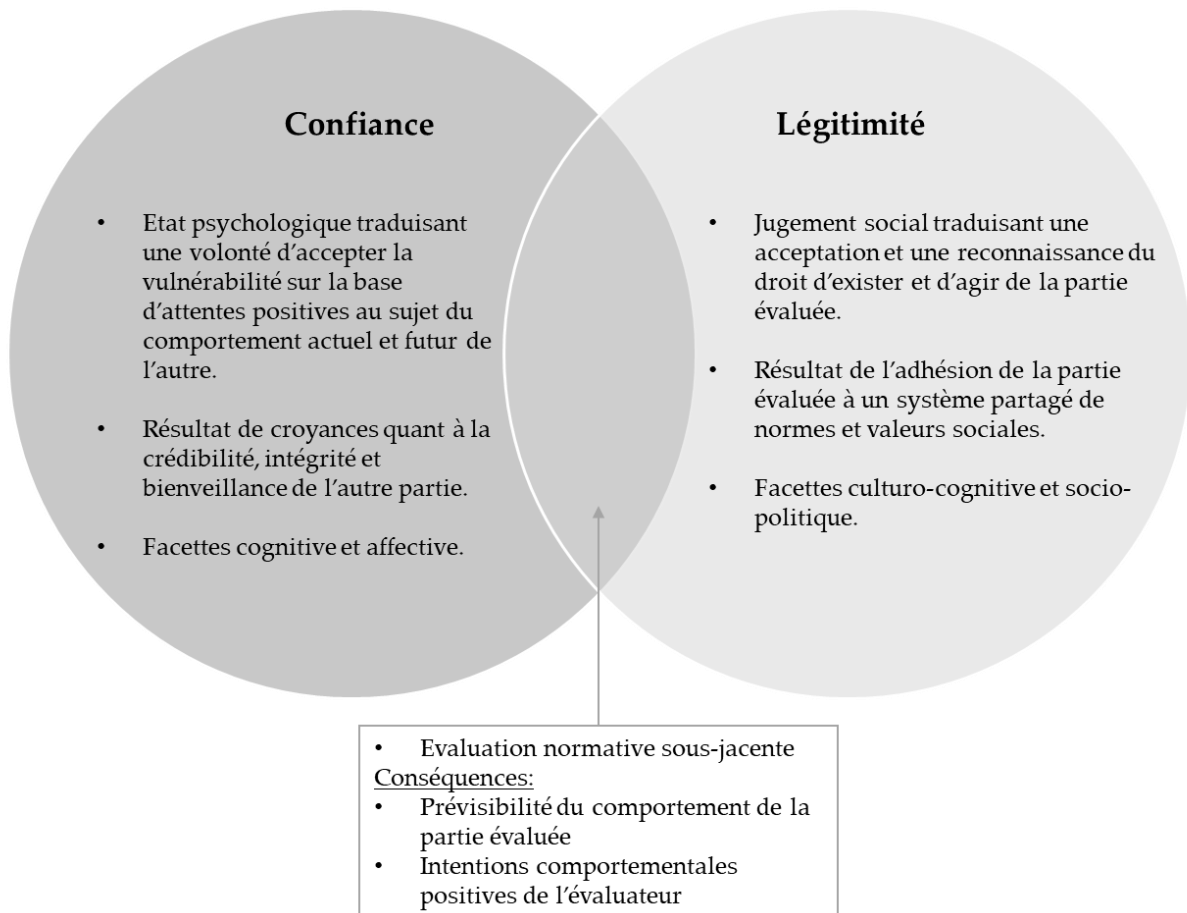 Confiance
• Etat psychologique traduisant
une volonté d’accepter la
vulnérabilité sur la base
d’attentes positives au sujet du
comportement actuel et futur de
l’autre.
• Résultat de croyances quant à la
crédibilité, intégrité et
bienveillance de l’autre partie.
• Facettes cognitive et affective.
Légitimité
• Jugement social traduisant une
acceptation et une reconnaissance du
droit d’exister et d’agir de la partie
évaluée.
• Résultat de l’adhésion de la partie
évaluée à un système partagé de
normes et valeurs sociales.
• Facettes culturo-cognitive et socio-
politique.
• Evaluation normative sous-jacente
Conséquences:
• Prévisibilité du comportement de la
partie évaluée
• Intentions comportementales
positives de l’évaluateur